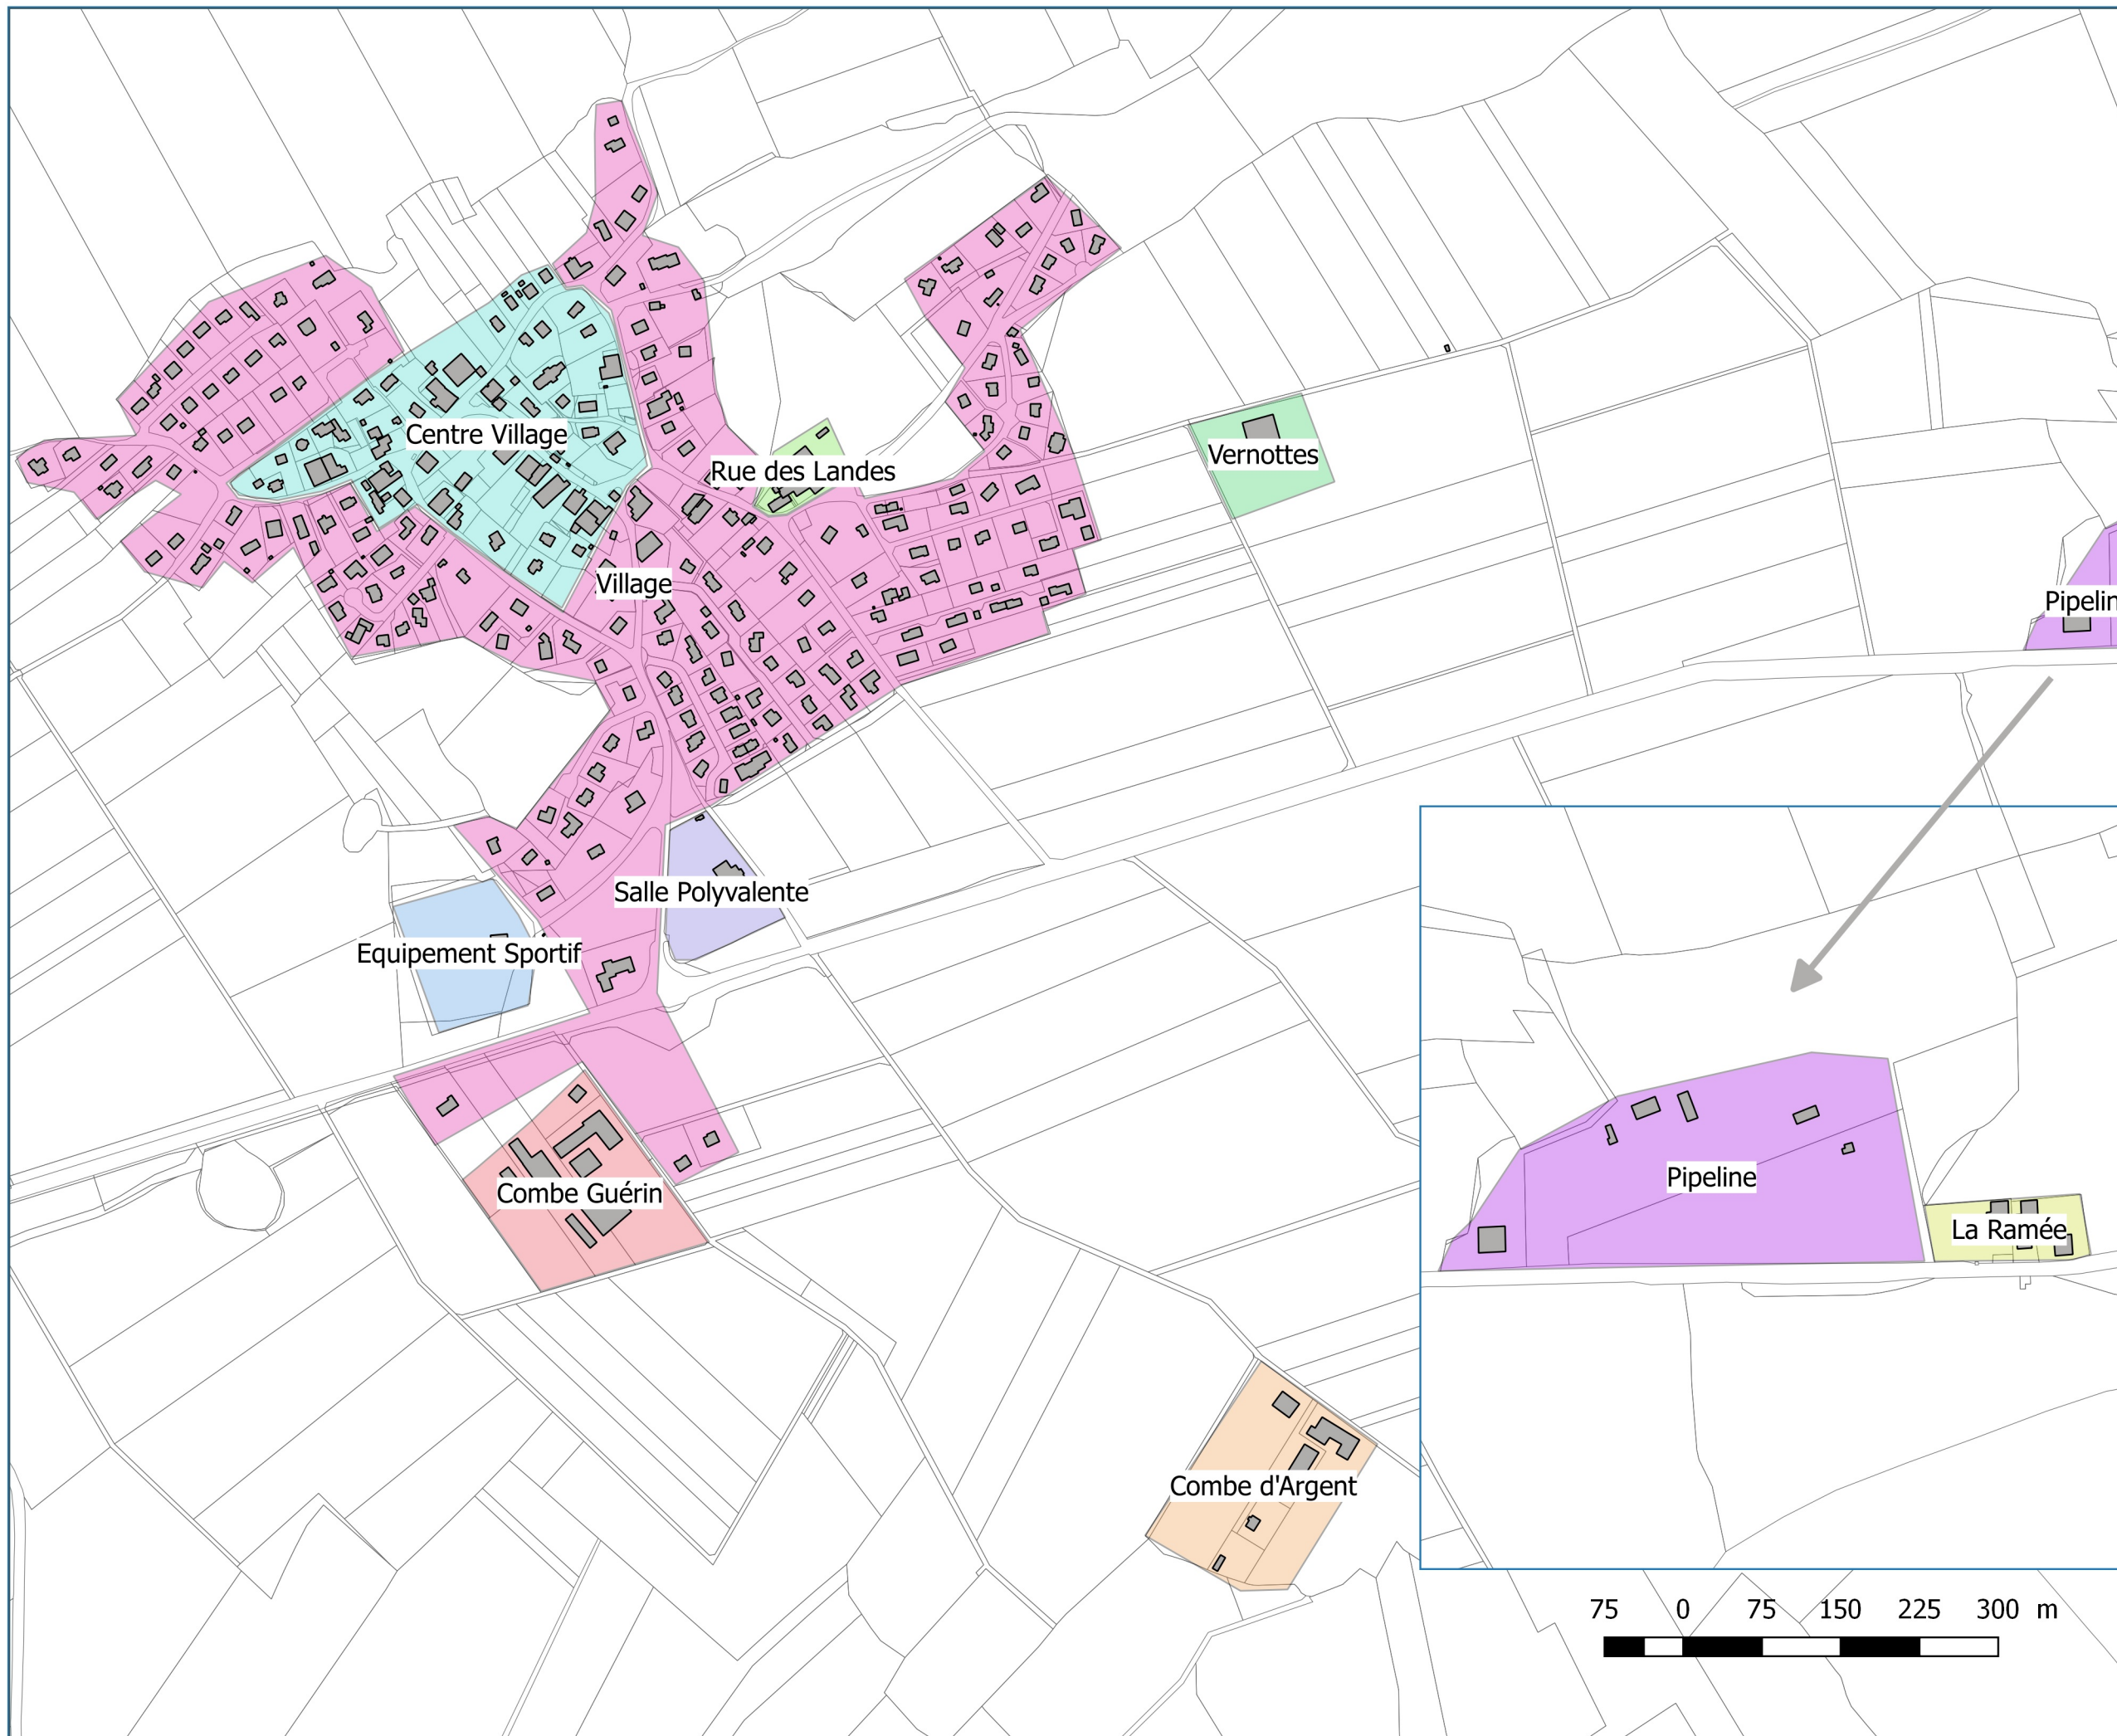 Centre Village
Rue des Landes
Vernottes
Village
Pipelin
Salle Polyvalente
Equipement Sportif
Pipeline
Combe Guérin
La Ramée
Combe d'Argent
75 0 75 150 225 300 m